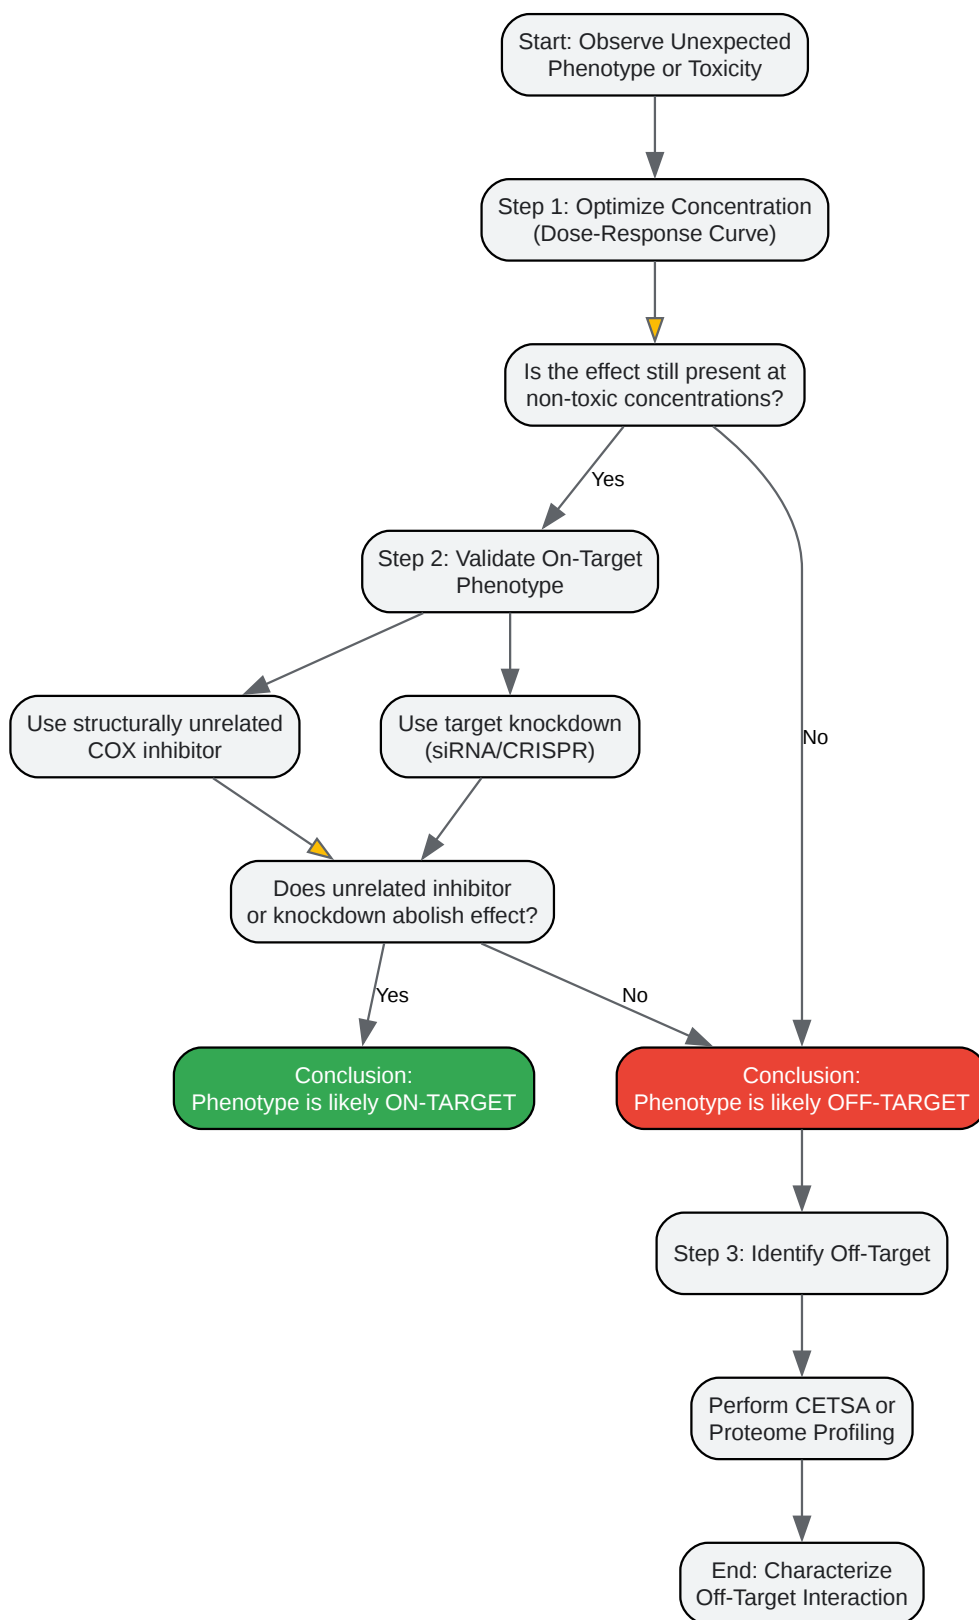 Start: Observe Unexpected
Phenotype or Toxicity
Step 1: Optimize Concentration
(Dose-Response Curve)
Is the effect still present at
non-toxic concentrations?
Yes
No
Step 2: Validate On-Target
Phenotype
Use structurally unrelated
COX inhibitor
Use target knockdown
(siRNA/CRISPR)
Does unrelated inhibitor
or knockdown abolish effect?
Yes
No
Conclusion:
Phenotype is likely ON-TARGET
Conclusion:
Phenotype is likely OFF-TARGET
Step 3: Identify Off-Target
Perform CETSA or
Proteome Profiling
End: Characterize
Off-Target Interaction